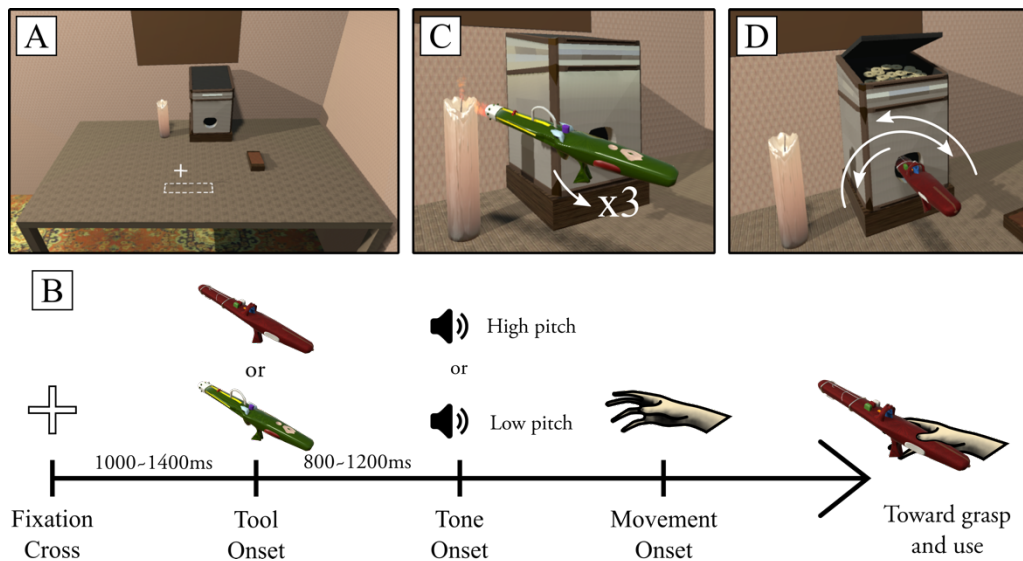 A
C
x3
D
B
High pitch
or
or
Low pitch
1000~1400ms
800~1200ms
Fixation
Cross
Tool
Onset
Tone
Onset
Movement
Onset
Toward grasp
and use